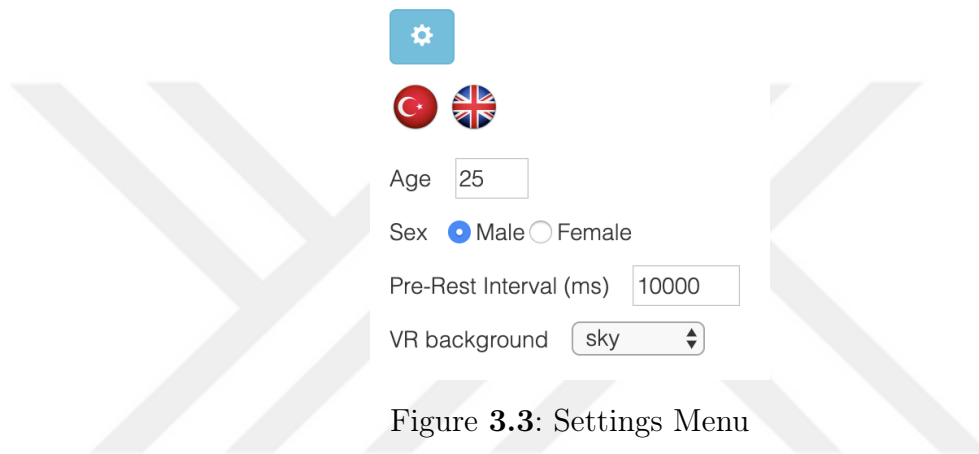 Age 25
Sex Male Female
Pre-Rest Interval (ms) 10000
VR background sky
Figure 3.3: Settings Menu